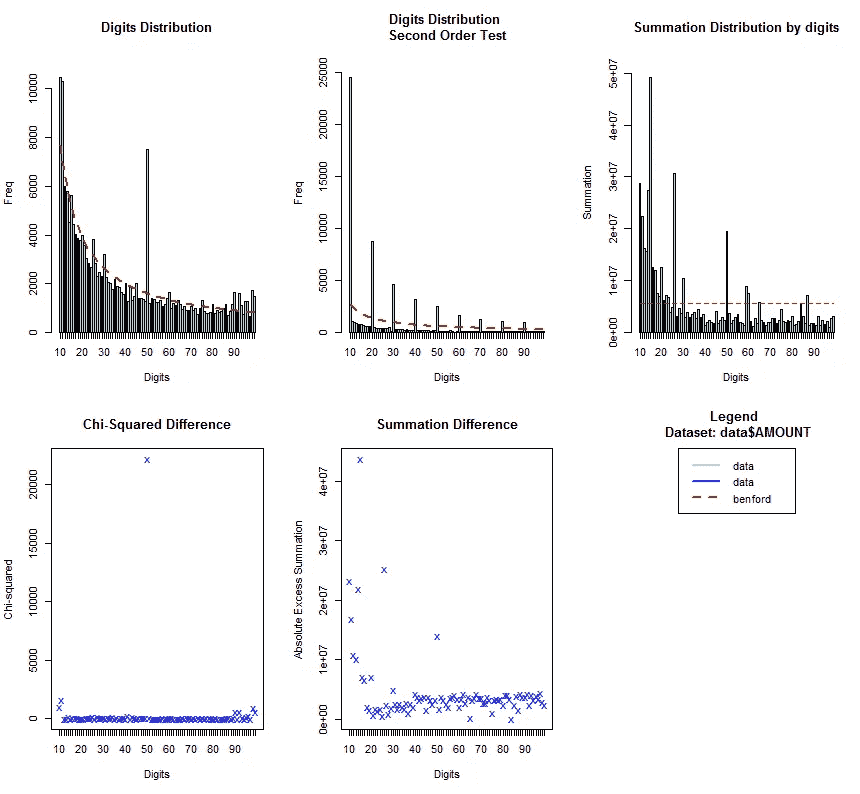 Digits Distribution
Freq
0 2000 4000 6000 8000 10000
10 20 30 40 50 60 70 80 90
Digits
Digits Distribution
Second Order Test
Freq
0 5000 10000 15000 20000 25000
10 20 30 40 50 60 70 80 90
Digits
Summation Distribution by digits
Summation
0e+00 1e+07 2e+07 3e+07 4e+07 5e+07
10 20 30 40 50 60 70 80 90
Digits
Chi-Squared Difference
Chi-squared
0 5000 10000 15000 20000
10 20 30 40 50 60 70 80 90
Digits
Summation Difference
Absolute Excess Summation
0e+00 1e+07 2e+07 3e+07 4e+07
10 20 30 40 50 60 70 80 90
Digits
Legend
Dataset: data$AMOUNT
data
data
benford